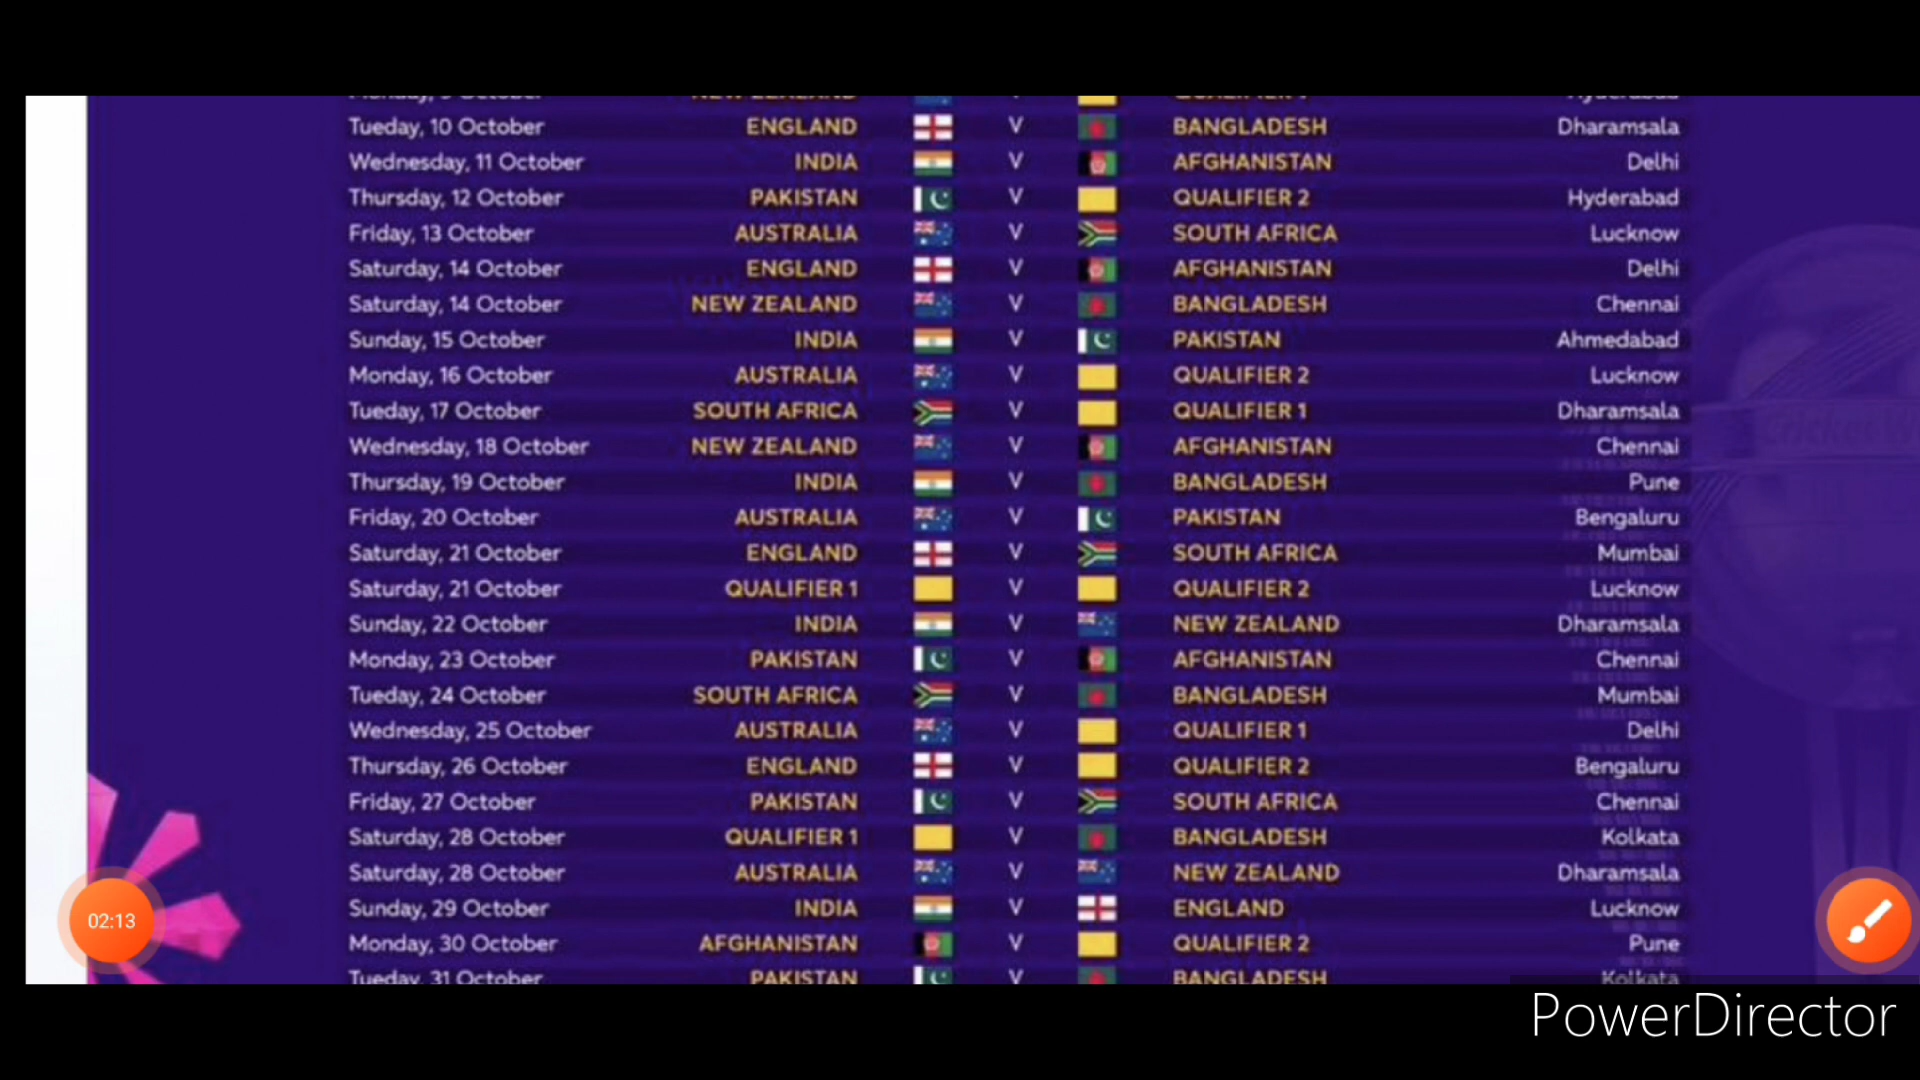 Monday, 9 October NEW ZEALAND V QUALIFIER 1 Hyderabad
Tueday, 10 October ENGLAND V BANGLADESH Dharamsala
Wednesday, 11 October INDIA V AFGHANISTAN Delhi
Thursday, 12 October PAKISTAN V QUALIFIER 2 Hyderabad
Friday, 13 October AUSTRALIA V SOUTH AFRICA Lucknow
Saturday, 14 October ENGLAND V AFGHANISTAN Delhi
Saturday, 14 October NEW ZEALAND V BANGLADESH Chennai
Sunday, 15 October INDIA V PAKISTAN Ahmedabad
Monday, 16 October AUSTRALIA V QUALIFIER 2 Lucknow
Tueday, 17 October SOUTH AFRICA V QUALIFIER 1 Dharamsala
Wednesday, 18 October NEW ZEALAND V AFGHANISTAN Chennai
Thursday, 19 October INDIA V BANGLADESH Pune
Friday, 20 October AUSTRALIA V PAKISTAN Bengaluru
Saturday, 21 October ENGLAND V SOUTH AFRICA Mumbai
Saturday, 21 October QUALIFIER 1 V QUALIFIER 2 Lucknow
Sunday, 22 October INDIA V NEW ZEALAND Dharamsala
Monday, 23 October PAKISTAN V AFGHANISTAN Chennai
Tueday, 24 October SOUTH AFRICA V BANGLADESH Mumbai
Wednesday, 25 October AUSTRALIA V QUALIFIER 1 Delhi
Thursday, 26 October ENGLAND V QUALIFIER 2 Bengaluru
Friday, 27 October PAKISTAN V SOUTH AFRICA Chennai
Saturday, 28 October QUALIFIER 1 V BANGLADESH Kolkata
Saturday, 28 October AUSTRALIA V NEW ZEALAND Dharamsala
Sunday, 29 October INDIA V ENGLAND Lucknow
Monday, 30 October AFGHANISTAN V QUALIFIER 2 Pune
Tueday, 31 October PAKISTAN V BANGLADESH Kolkata
02:13
PowerDirector